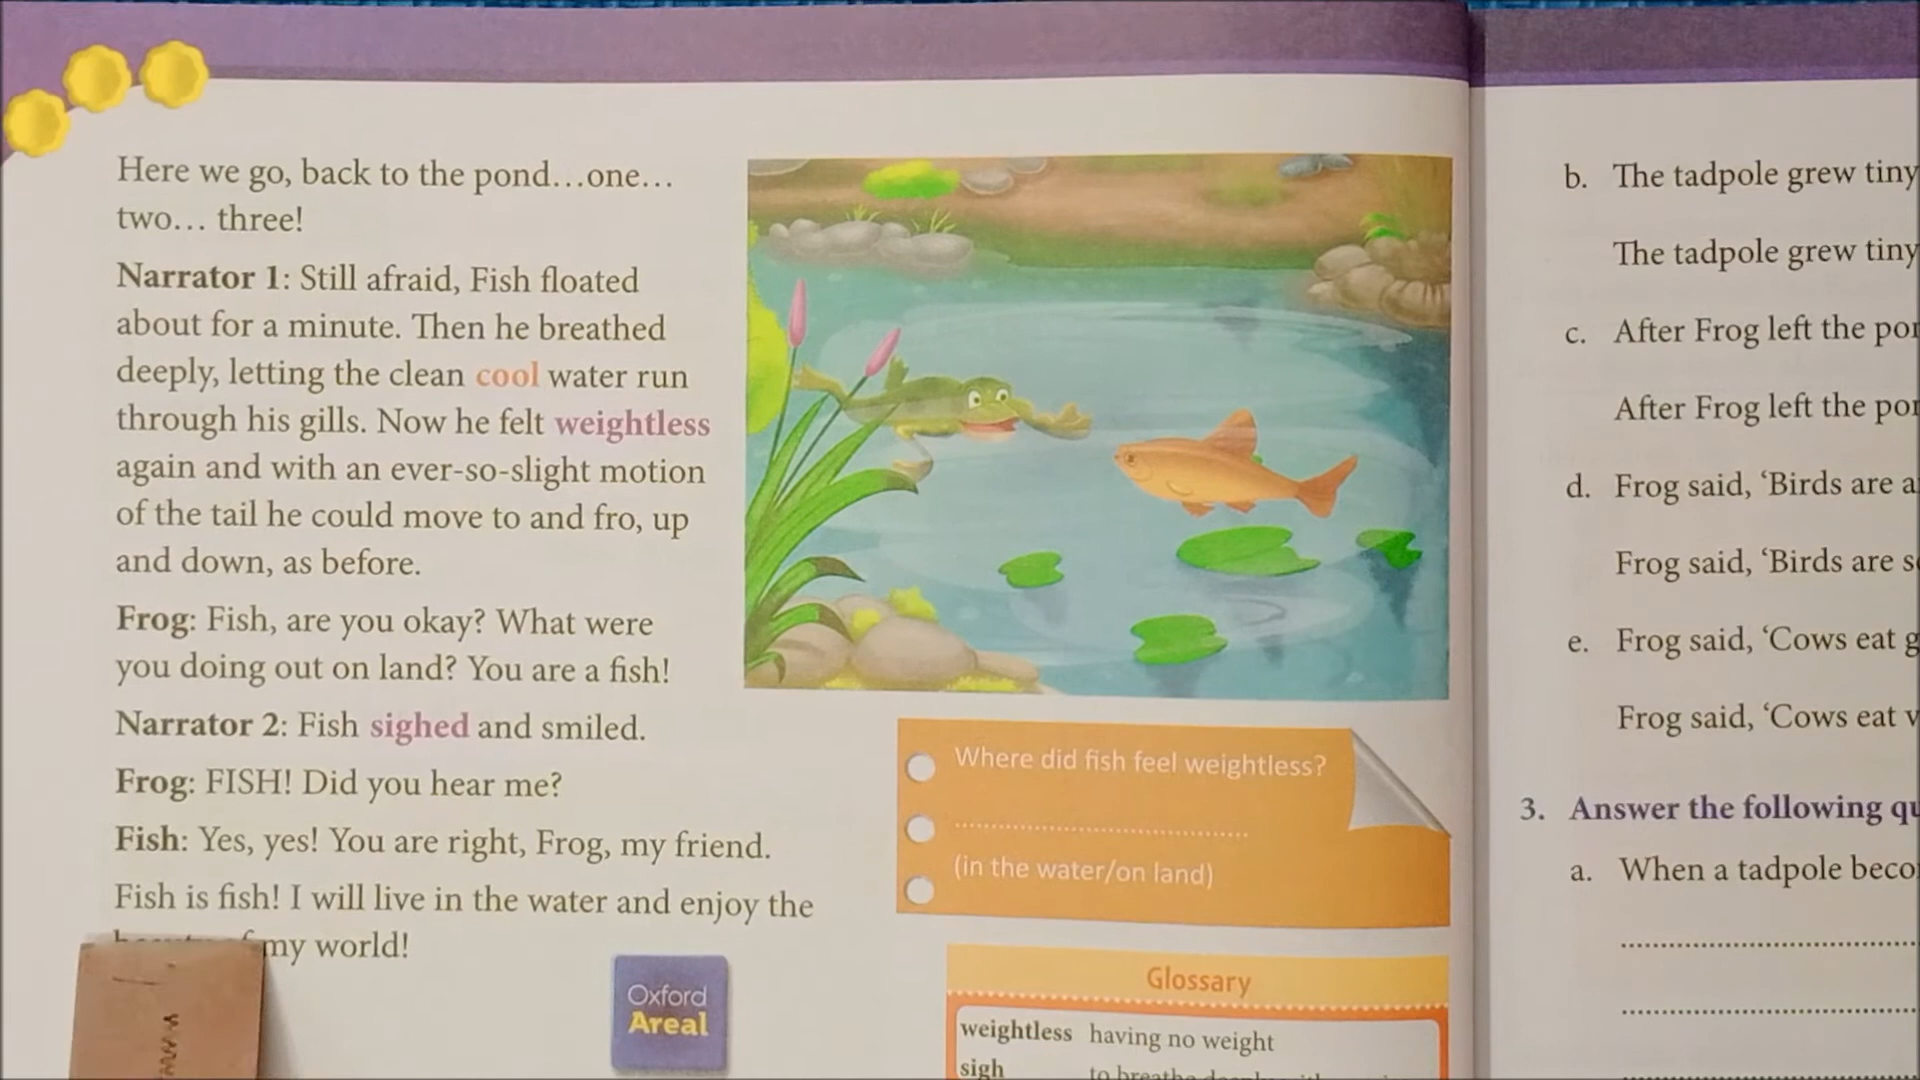 Here we go, back to the pond…one…
two… three!
Narrator 1: Still afraid, Fish floated
about for a minute. Then he breathed
deeply, letting the clean cool water run
through his gills. Now he felt weightless
again and with an ever-so-slight motion
of the tail he could move to and fro, up
and down, as before.
Frog: Fish, are you okay? What were
you doing out on land? You are a fish!
Narrator 2: Fish sighed and smiled.
Frog: FISH! Did you hear me?
Fish: Yes, yes! You are right, Frog, my friend.
Fish is fish! I will live in the water and enjoy the
my world!
Oxford
Areal
Where did fish feel weightless?
(in the water/on land)
Glossary
weightless having no weight
sigh to breathe
b. The tadpole grew tiny
The tadpole grew tiny
c. After Frog left the
After Frog left the
d. Frog said, ‘Birds are
Frog said, ‘Birds are
e. Frog said, ‘Cows eat
Frog said, ‘Cows eat
3. Answer the following
a. When a tadpole